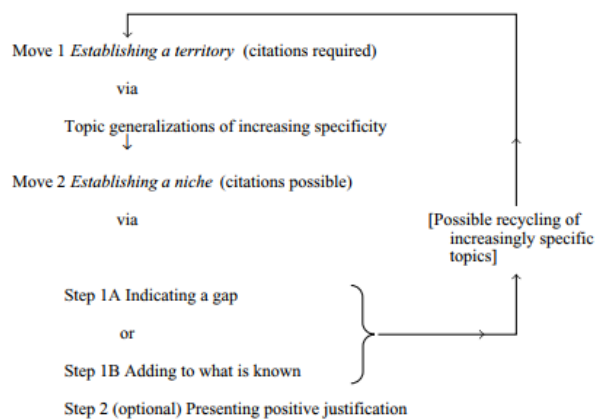 Move 1 Establishing a territory (citations required)
via
Topic generalizations of increasing specificity
Move 2 Establishing a niche (citations possible)
via
[Possible recycling of
increasingly specific
topics]
Step 1A Indicating a gap
or
Step 1B Adding to what is known
Step 2 (optional) Presenting positive justification